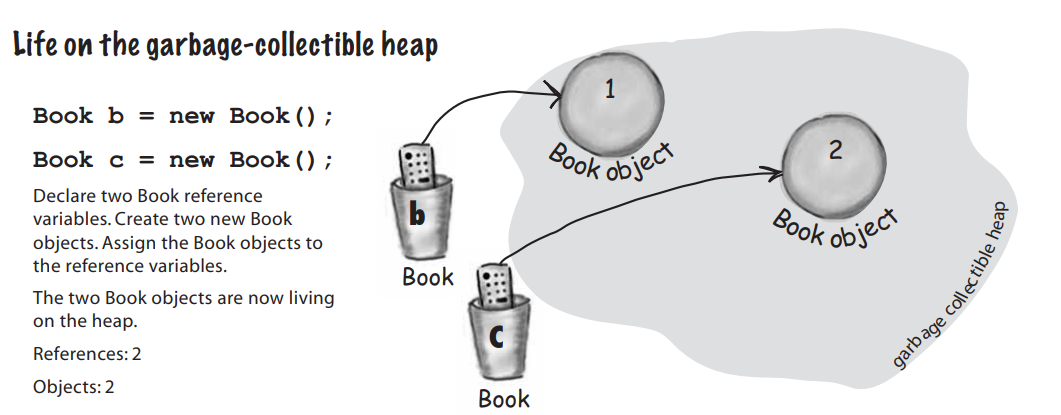 Life on the garbage-collectible heap
Book b = new Book();
Book c = new Book();
Declare two Book reference
variables. Create two new Book
objects. Assign the Book objects to
the reference variables.
The two Book objects are now living
on the heap.
References: 2
Objects: 2
b
Book
c
Book
1
Book object
2
Book object
garbage collectible heap